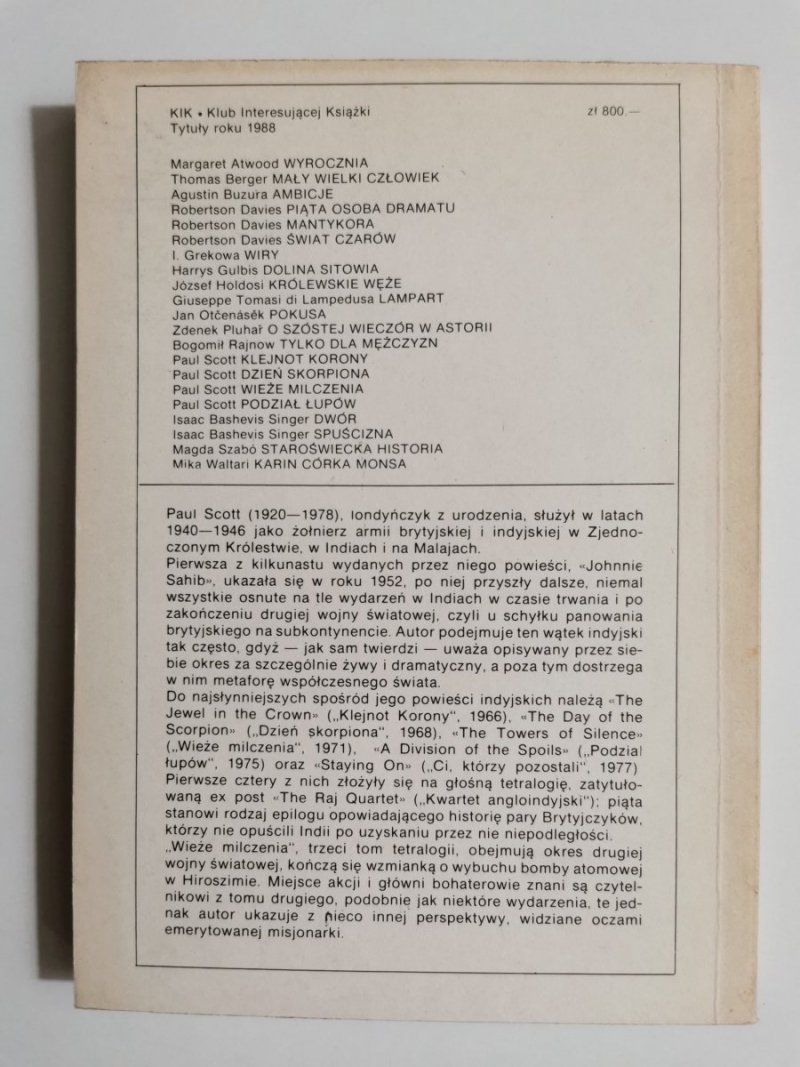 KIK • Klub Interesującej Książki zł 800.—
Tytuły roku 1988
Margaret Atwood WYROCZNIA
Thomas Berger MAŁY WIELKI CZŁOWIEK
Agustin Buzura AMBICJE
Robertson Davies PIĄTA OSOBA DRAMATU
Robertson Davies MANTYKORA
Robertson Davies ŚWIAT CZARÓW
I. Grekowa WIRY
Harrys Gulbis DOLINA SITOWIA
József Holdosi KRÓLEWSKIE WĘŻE
Giuseppe Tomasi di Lampedusa LAMPART
Jan Otčenášěk POKUSA
Zdenek Pluhař O SZÓSTEJ WIECZÓR W ASTORII
Bogomił Rajnow TYLKO DLA MĘŻCZYZN
Paul Scott KLEJNOT KORONY
Paul Scott DZIEŃ SKORPIONA
Paul Scott WIEŻE MILCZENIA
Paul Scott PODZIAŁ ŁUPÓW
Isaac Bashevis Singer DWÓR
Isaac Bashevis Singer SPUŚCIZNA
Magda Szabó STAROŚWIECKA HISTORIA
Mika Waltari KARIN CÓRKA MONSA
Paul Scott (1920—1978), londyńczyk z urodzenia, służył w latach
1940—1946 jako żołnierz armii brytyjskiej i indyjskiej w Zjedno-
czonym Królestwie, w Indiach i na Malajach.
Pierwsza z kilkunastu wydanych przez niego powieści, «Johnnie
Sahib», ukazała się w roku 1952, po niej przyszły dalsze, niemal
wszystkie osnute na tle wydarzeń w Indiach w czasie trwania i po
zakończeniu drugiej wojny światowej, czyli u schyłku panowania
brytyjskiego na subkontynencie. Autor podejmuje ten wątek indyjski
tak często, gdyż — jak sam twierdzi — uważa opisywany przez sie-
bie okres za szczególnie żywy i dramatyczny, a poza tym dostrzega
w nim metaforę współczesnego świata.
Do najsłynniejszych spośród jego powieści indyjskich należą «The
Jewel in the Crown» („Klejnot Korony", 1966), «The Day of the
Scorpion» („Dzień skorpiona", 1968), «The Towers of Silence»
(„Wieże milczenia", 1971), «A Division of the Spoils» („Podział
łupów", 1975) oraz «Staying On» („Ci, którzy pozostali", 1977)
Pierwsze cztery z nich złożyły się na głośną tetralogię, zatytuło-
waną ex post «The Raj Quartet» („Kwartet angloindyjski"); piąta
stanowi rodzaj epilogu opowiadającego historię pary Brytyjczyków,
którzy nie opuścili Indii po uzyskaniu przez nie niepodległości.
„Wieże milczenia", trzeci tom tetralogii, obejmują okres drugiej
wojny światowej, kończą się wzmianką o wybuchu bomby atomowej
w Hiroszimie. Miejsce akcji i główni bohaterowie znani są czytel-
nikowi z tomu drugiego, podobnie jak niektóre wydarzenia, te jed-
nak autor ukazuje z nieco innej perspektywy, widziane oczami
emerytowanej misjonarki.